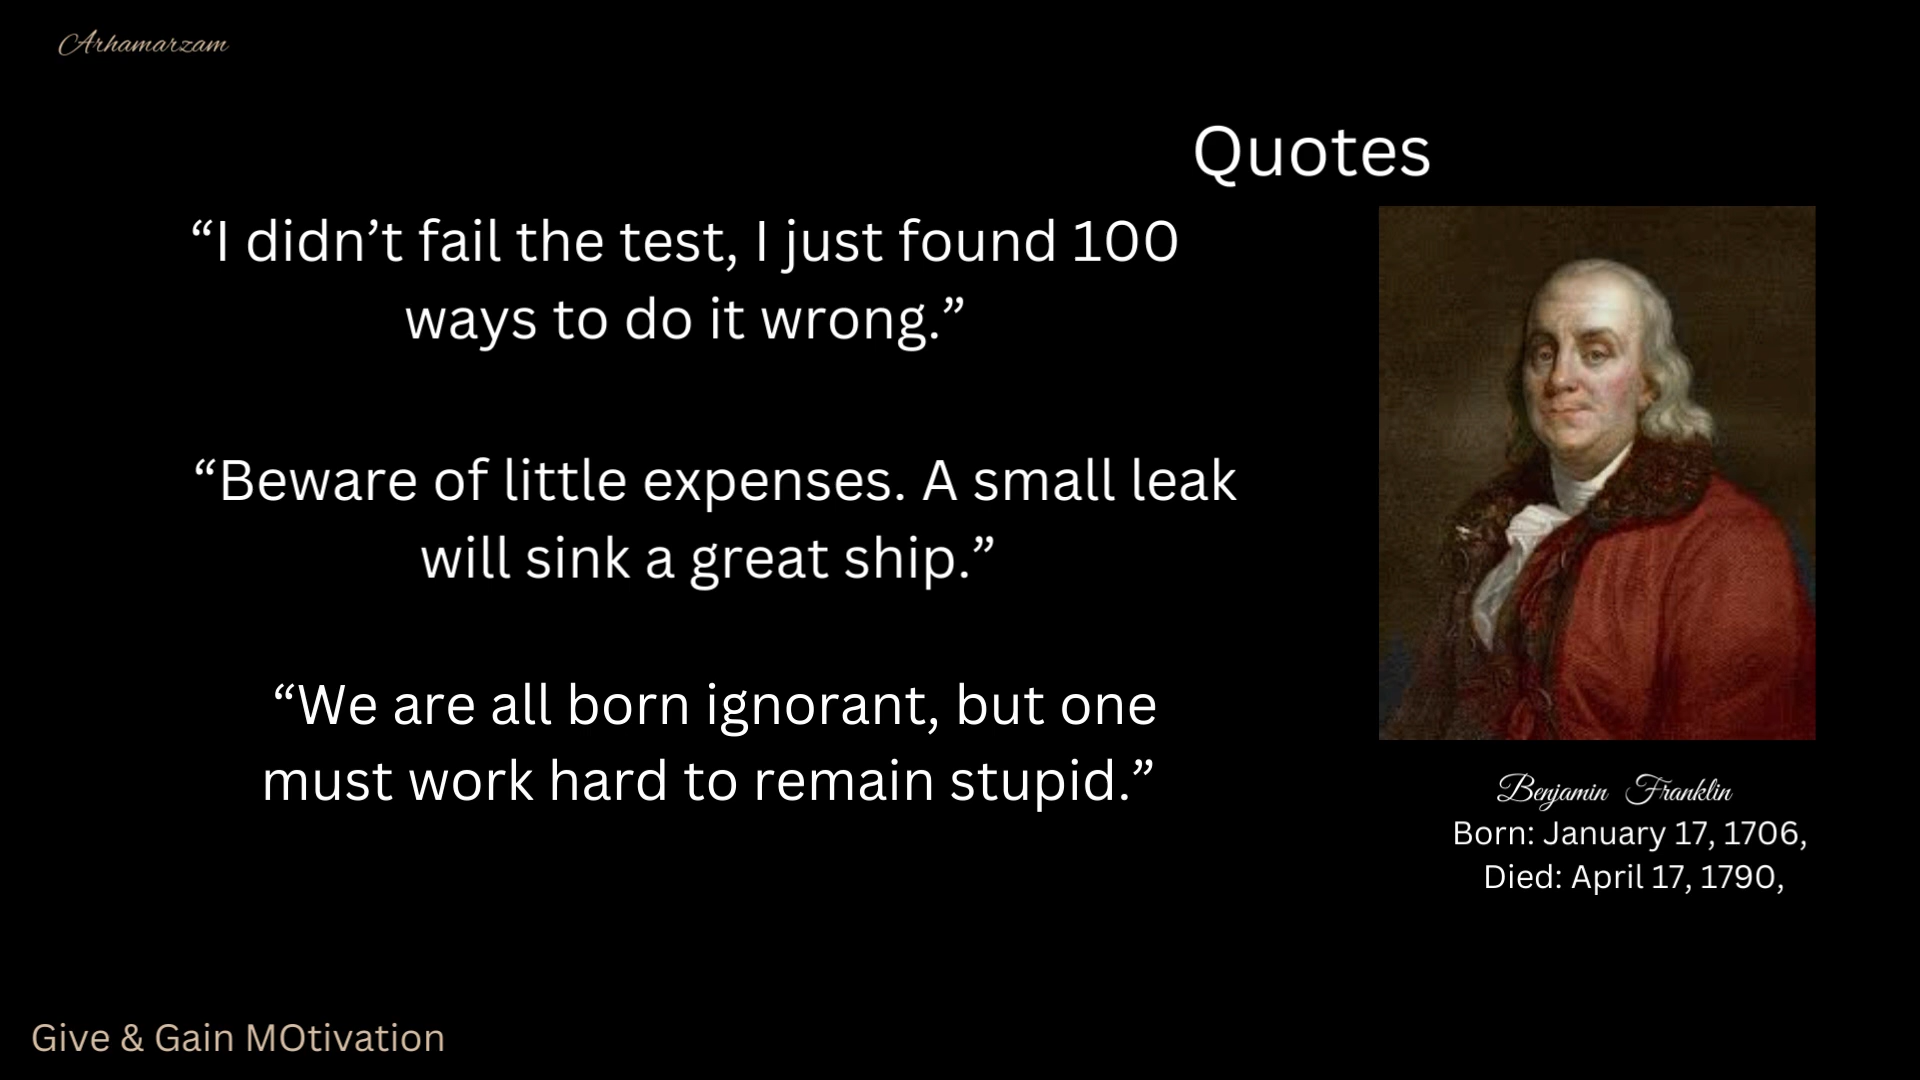 Arhamarzam
Quotes
“I didn’t fail the test, I just found 100
ways to do it wrong.”
“Beware of little expenses. A small leak
will sink a great ship.”
“We are all born ignorant, but one
must work hard to remain stupid.”
Benjamin Franklin
Born: January 17, 1706,
Died: April 17, 1790,
Give & Gain MOtivation